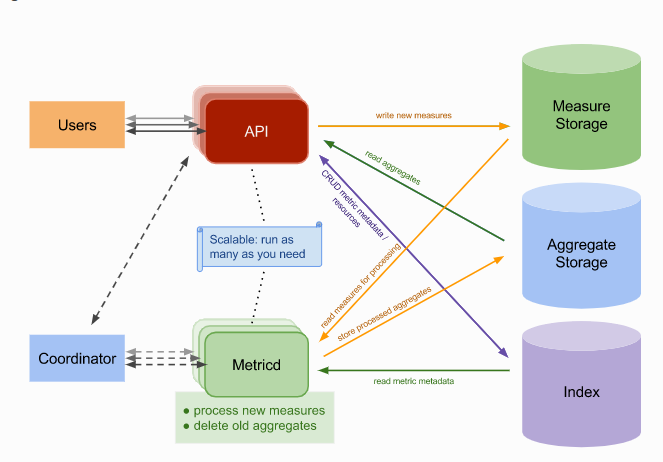 Users
API
write new measures
Measure
Storage
read aggregates
CRUD metric metadata /
resources
Scalable: run as
many as you need
Aggregate
Storage
read measures for processing
store processed aggregates
Coordinator
Metricd
read metric metadata
Index
● process new measures
● delete old aggregates